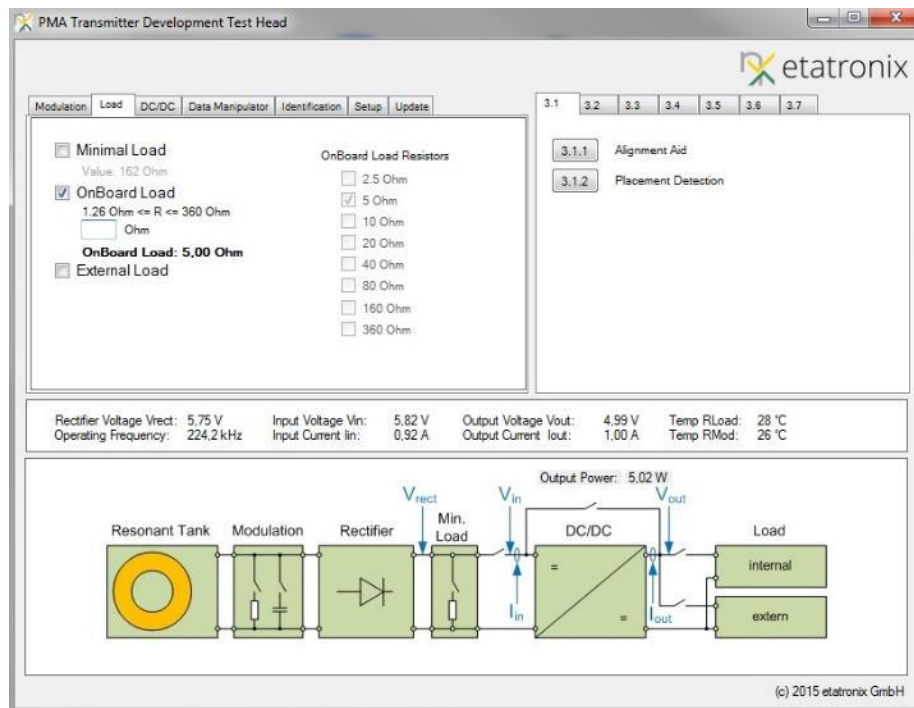 PMA Transmitter Development Test Head
etatronix
Modulation Load DC/DC Data Manipulator Identification Setup Update
Minimal Load
Value: 162 Ohm
OnBoard Load
1.26 Ohm <= R <= 360 Ohm
Ohm
OnBoard Load: 5,00 Ohm
External Load
OnBoard Load Resistors
2.5 Ohm
5 Ohm
10 Ohm
20 Ohm
40 Ohm
80 Ohm
160 Ohm
360 Ohm
3.1 3.2 3.3 3.4 3.5 3.6 3.7
3.1.1 Alignment Aid
3.1.2 Placement Detection
Rectifier Voltage Vrect: 5,75 V Input Voltage Vin: 5,82 V Output Voltage Vout: 4,99 V Temp RLoad: 28 °C
Operating Frequency: 224,2 kHz Input Current Iin: 0,92 A Output Current Iout: 1,00 A Temp RMod: 26 °C
Output Power: 5,02 W
Vrect Vin Vout
Resonant Tank Modulation Rectifier Min. Load DC/DC Load
internal
=
=
Iin Iout
extern
(c) 2015 etatronix GmbH